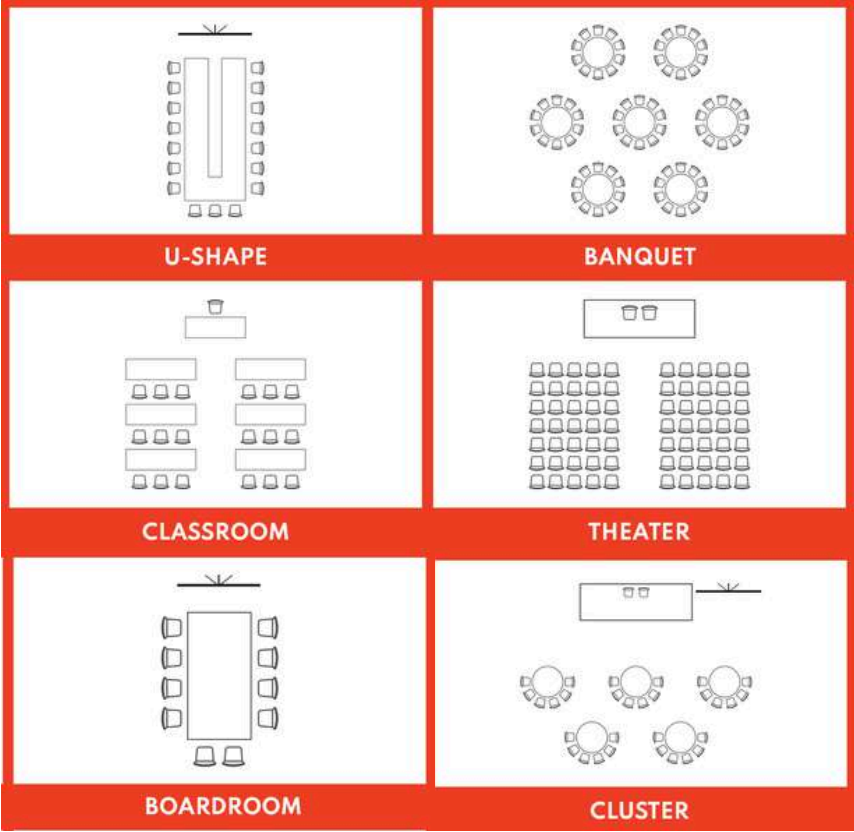 U-SHAPE
BANQUET
CLASSROOM
THEATER
BOARDROOM
CLUSTER